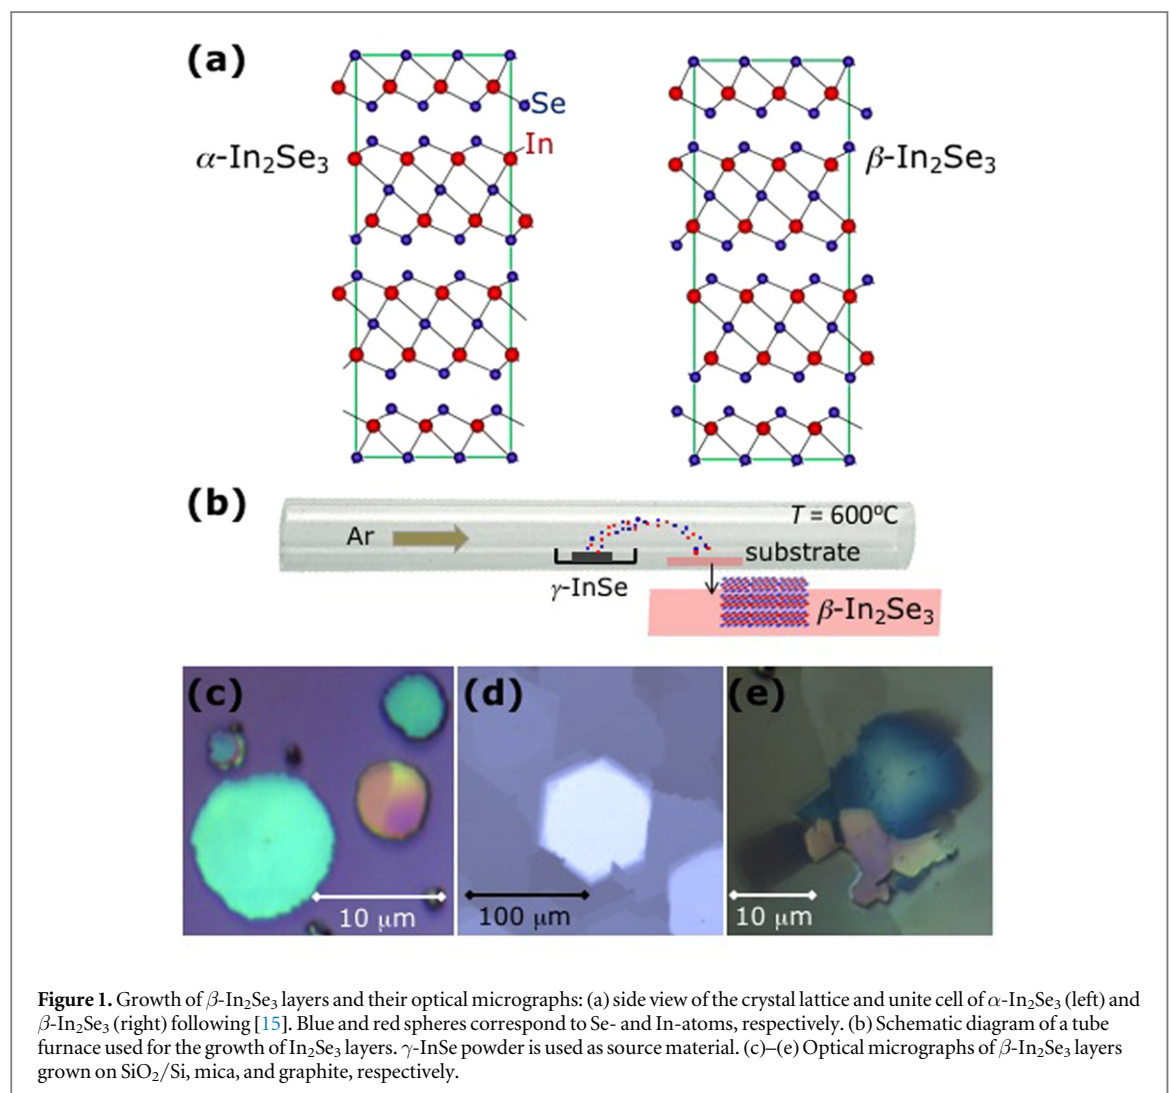 (a)
Se
In
α-In₂Se₃
β-In₂Se₃
(b)
T = 600°C
Ar
substrate
γ-InSe
β-In₂Se₃
(c)
(d)
(e)
10 μm
100 μm
10 μm
Figure 1. Growth of β-In₂Se₃ layers and their optical micrographs: (a) side view of the crystal lattice and unite cell of α-In₂Se₃ (left) and
β-In₂Se₃ (right) following [15]. Blue and red spheres correspond to Se- and In-atoms, respectively. (b) Schematic diagram of a tube
furnace used for the growth of In₂Se₃ layers. γ-InSe powder is used as source material. (c)–(e) Optical micrographs of β-In₂Se₃ layers
grown on SiO₂/Si, mica, and graphite, respectively.